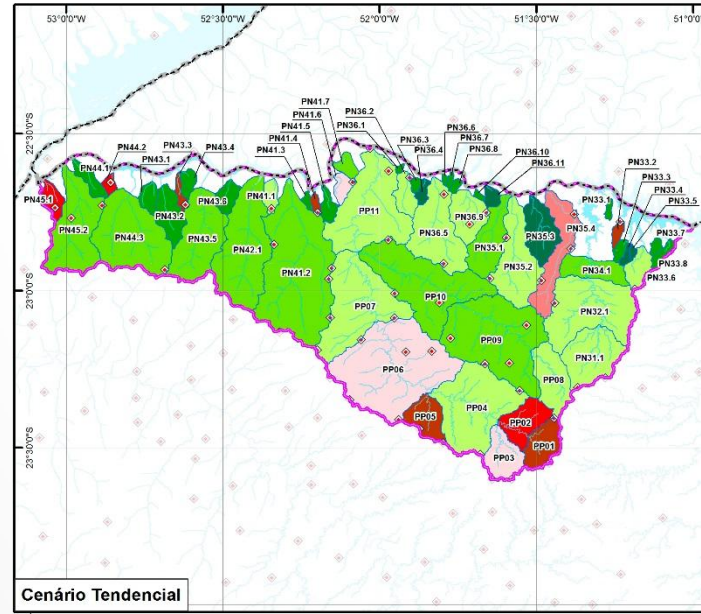 53°0'0"W
52°30'0"W
52°0'0"W
51°30'0"W
51°0'0"W
22°30'0"S
23°0'0"S
23°30'0"S
PN41.7
PN41.6
PN41.5
PN41.4
PN41.3
PN36.2
PN36.1
PN36.3
PN36.4
PN36.6
PN36.7
PN36.8
PN36.10
PN36.11
PN43.3
PN43.4
PN44.2
PN43.1
PN44.1
PN33.2
PN33.3
PN33.4
PN33.5
PN33.1
PN45.1
PN45.2
PN44.3
PN43.2
PN43.6
PN43.5
PN41.1
PN42.1
PN41.2
PP11
PN36.5
PN36.9
PN35.1
PN35.2
PN35.3
PN35.4
PN34.1
PN33.7
PN33.8
PN33.6
PN32.1
PN31.1
PP07
PP10
PP09
PP08
PP06
PP05
PP04
PP02
PP01
PP03
Cenário Tendencial